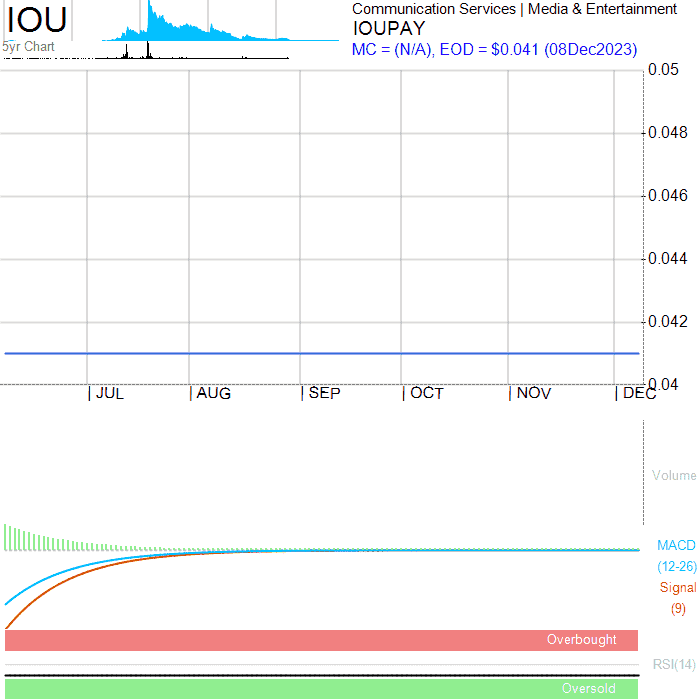 IOU
5yr Chart
Communication Services | Media & Entertainment
IOUPAY
MC = (N/A), EOD = $0.041 (08Dec2023)
0.05
0.048
0.046
0.044
0.042
0.04
JUL AUG SEP OCT NOV DEC
Volume
MACD
(12-26)
Signal
(9)
Overbought
RSI(14)
Oversold